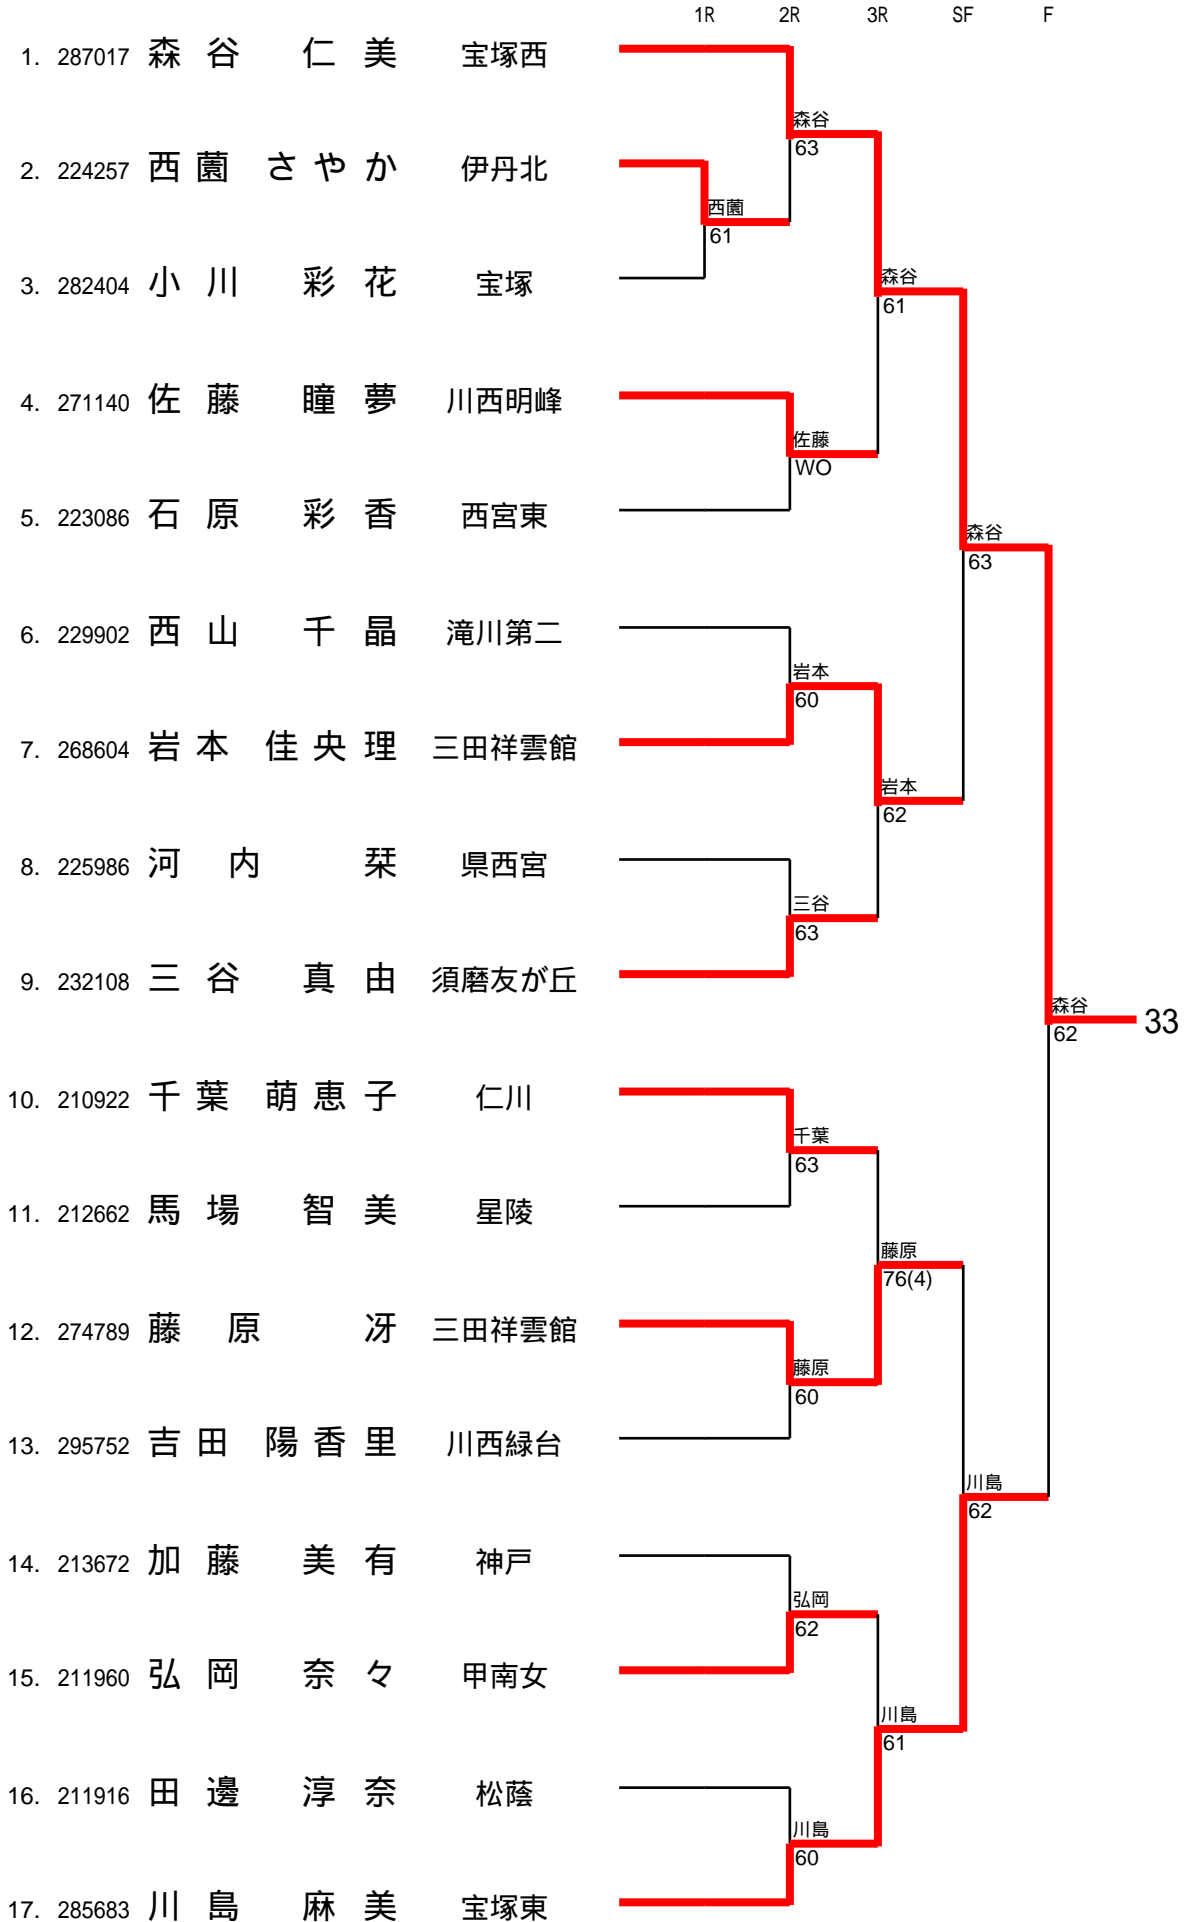 1R 2R 3R SF F
1. 287017 森谷 仁美 宝塚西
森谷
63
2. 224257 西薗 さやか 伊丹北
西薗
61
3. 282404 小川 彩花 宝塚
森谷
61
4. 271140 佐藤 瞳夢 川西明峰
佐藤
WO
5. 223086 石原 彩香 西宮東
森谷
63
6. 229902 西山 千晶 滝川第二
岩本
60
7. 268604 岩本 佳央理 三田祥雲館
岩本
62
8. 225986 河内 栞 県西宮
三谷
63
9. 232108 三谷 真由 須磨友が丘
森谷
62 33
10. 210922 千葉 萌恵子 仁川
千葉
63
11. 212662 馬場 智美 星陵
藤原
76(4)
12. 274789 藤原 冴 三田祥雲館
藤原
60
13. 295752 吉田 陽香里 川西緑台
川島
62
14. 213672 加藤 美有 神戸
弘岡
62
15. 211960 弘岡 奈々 甲南女
川島
61
16. 211916 田邊 淳奈 松蔭
川島
60
17. 285683 川島 麻美 宝塚東